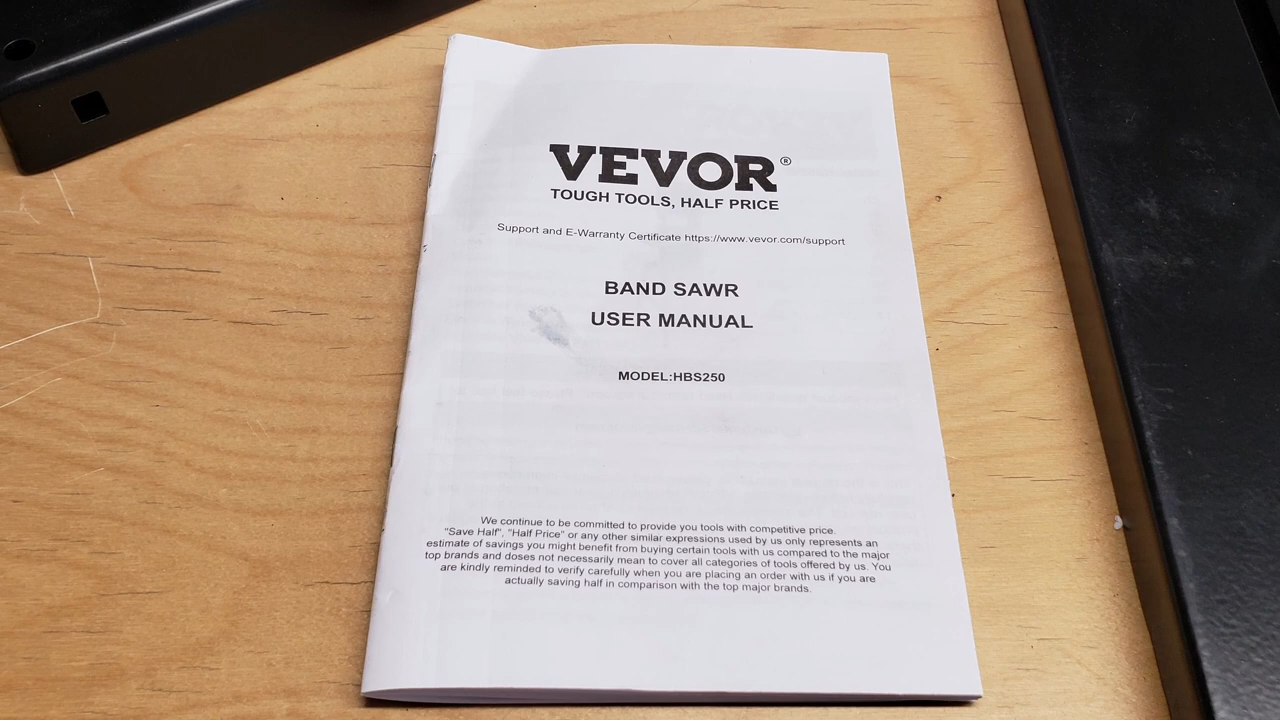 VEVOR®
TOUGH TOOLS, HALF PRICE
Support and E-Warranty Certificate https://www.vevor.com/support
BAND SAWR
USER MANUAL
MODEL:HBS250
We continue to be committed to provide you tools with competitive price.
"Save Half", "Half Price" or any other similar expressions used by us only represents an
estimate of savings you might benefit from buying certain tools with us compared to the major
top brands and doses not necessarily mean to cover all categories of tools offered by us. You
are kindly reminded to verify carefully when you are placing an order with us if you are
actually saving half in comparison with the top major brands.